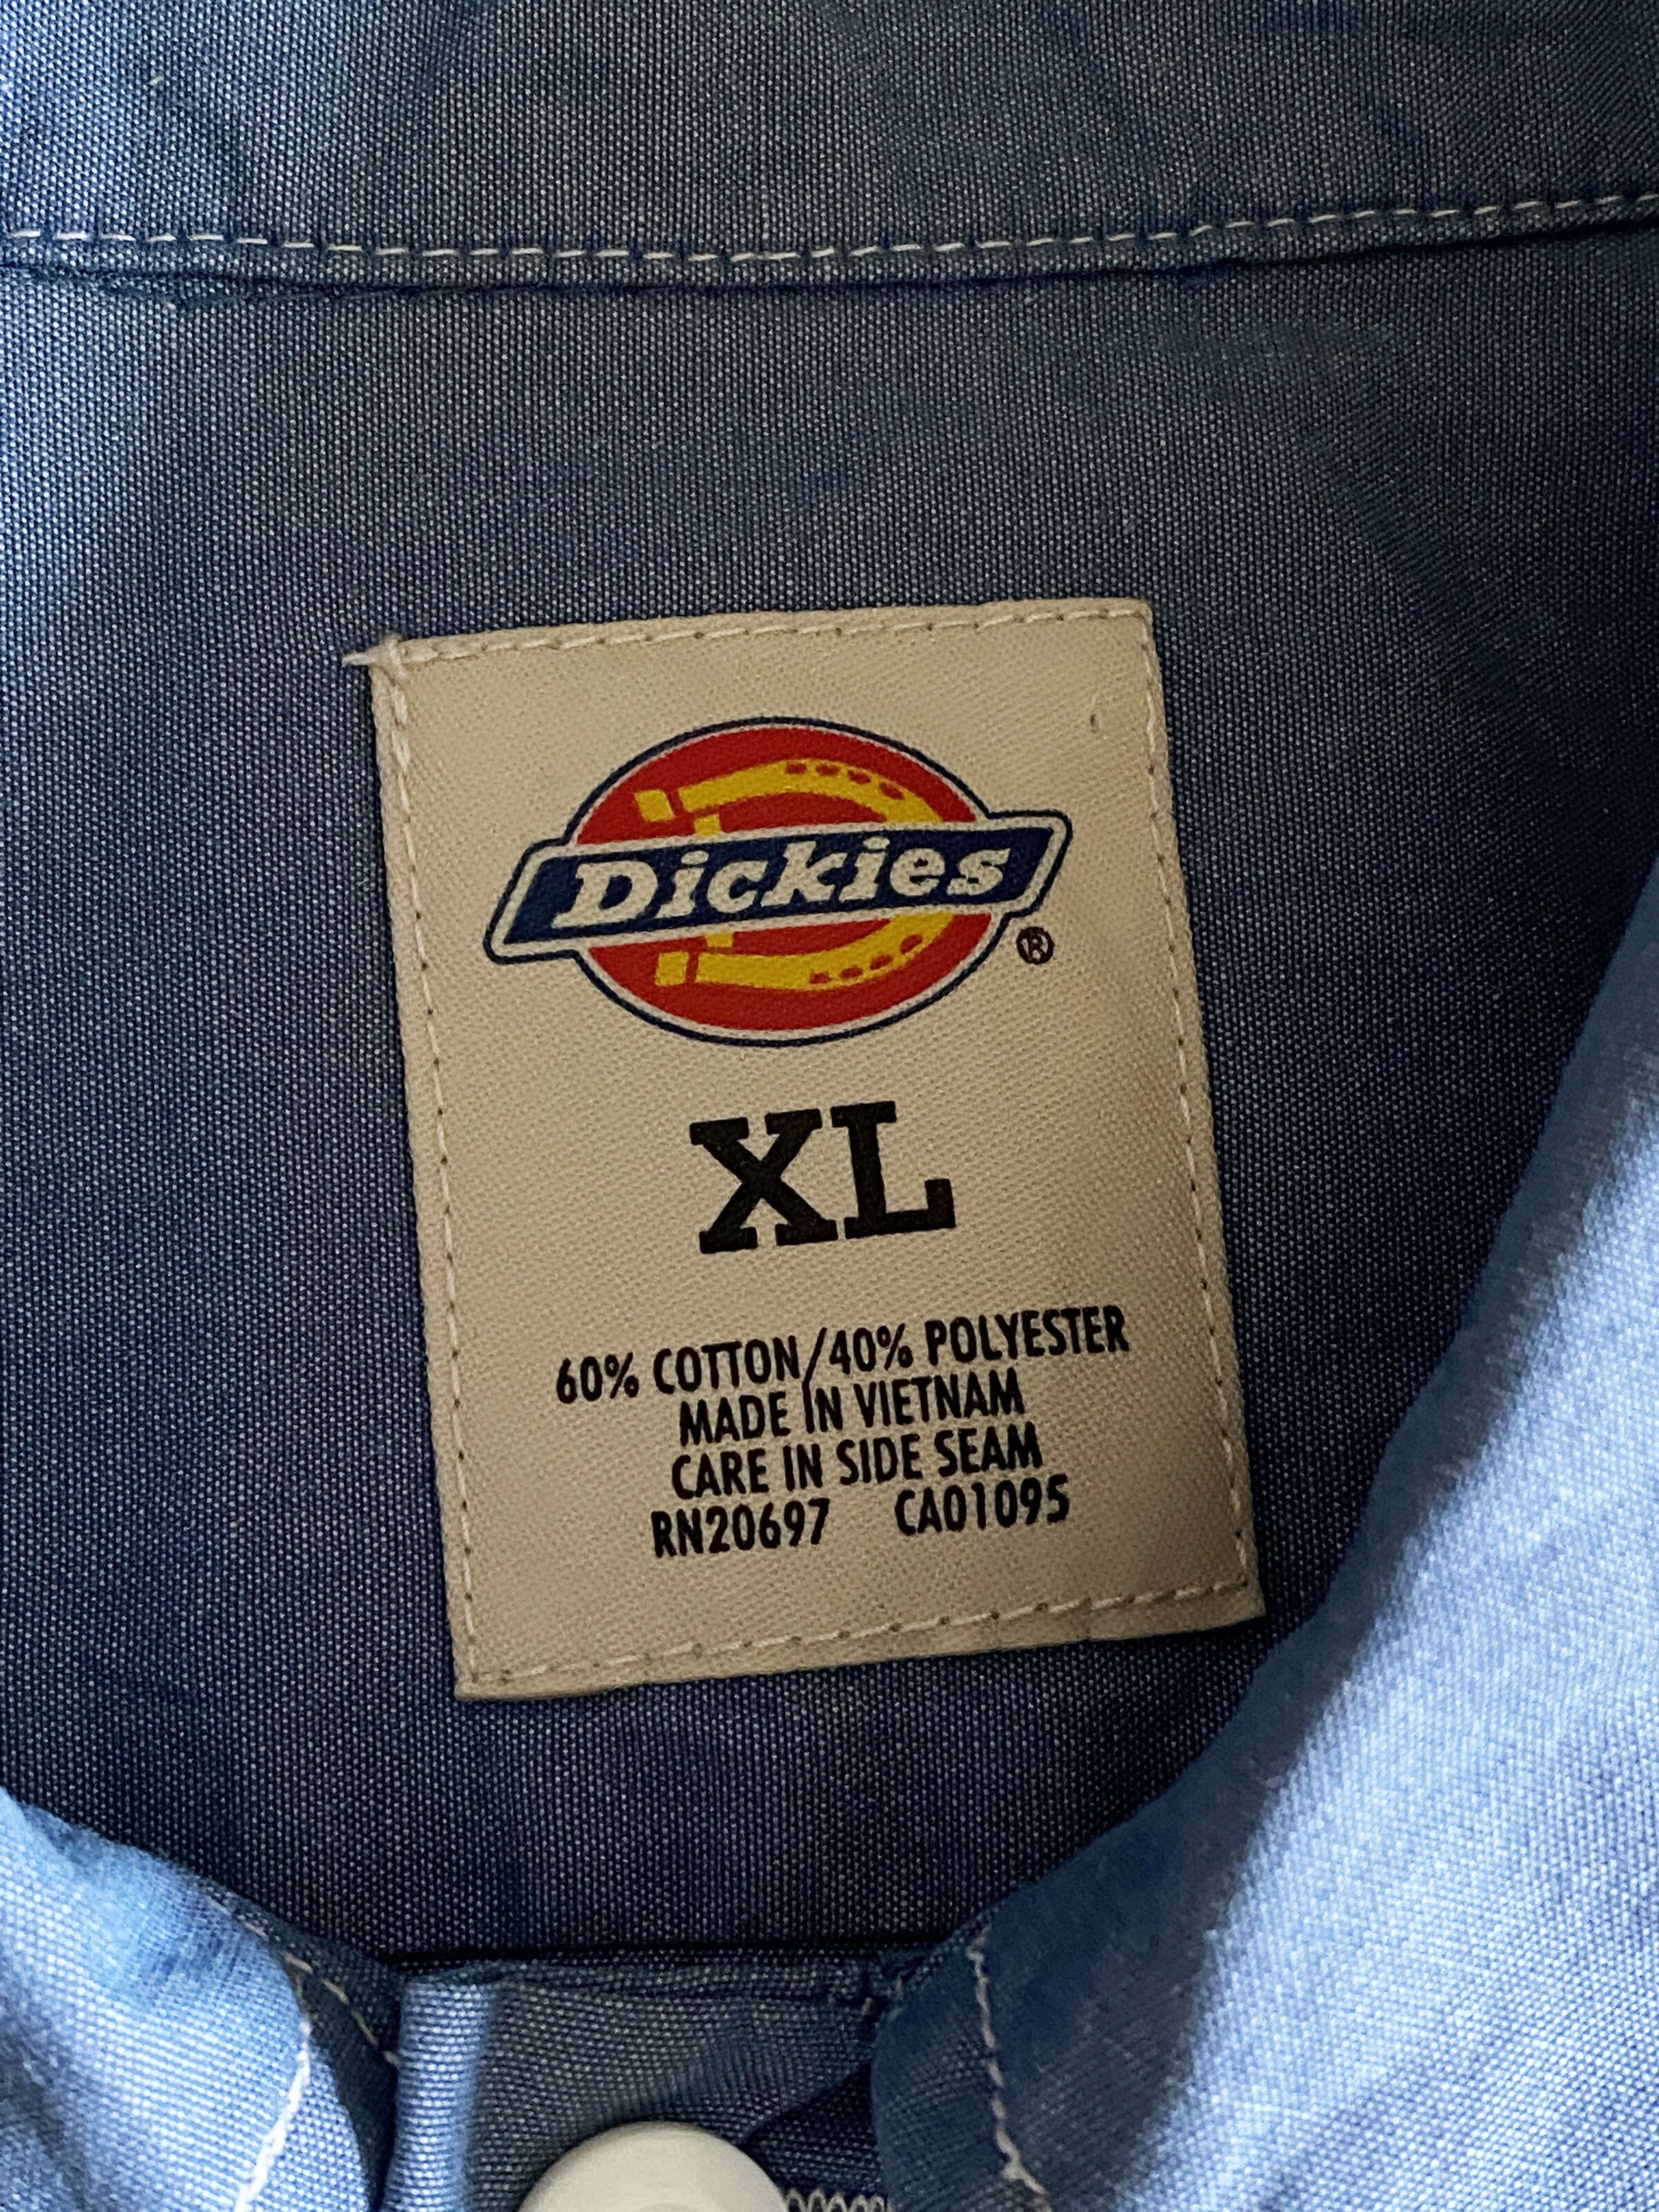 Dickies
®
XL
60% COTTON/40% POLYESTER
MADE IN VIETNAM
CARE IN SIDE SEAM
RN20697 CA01095